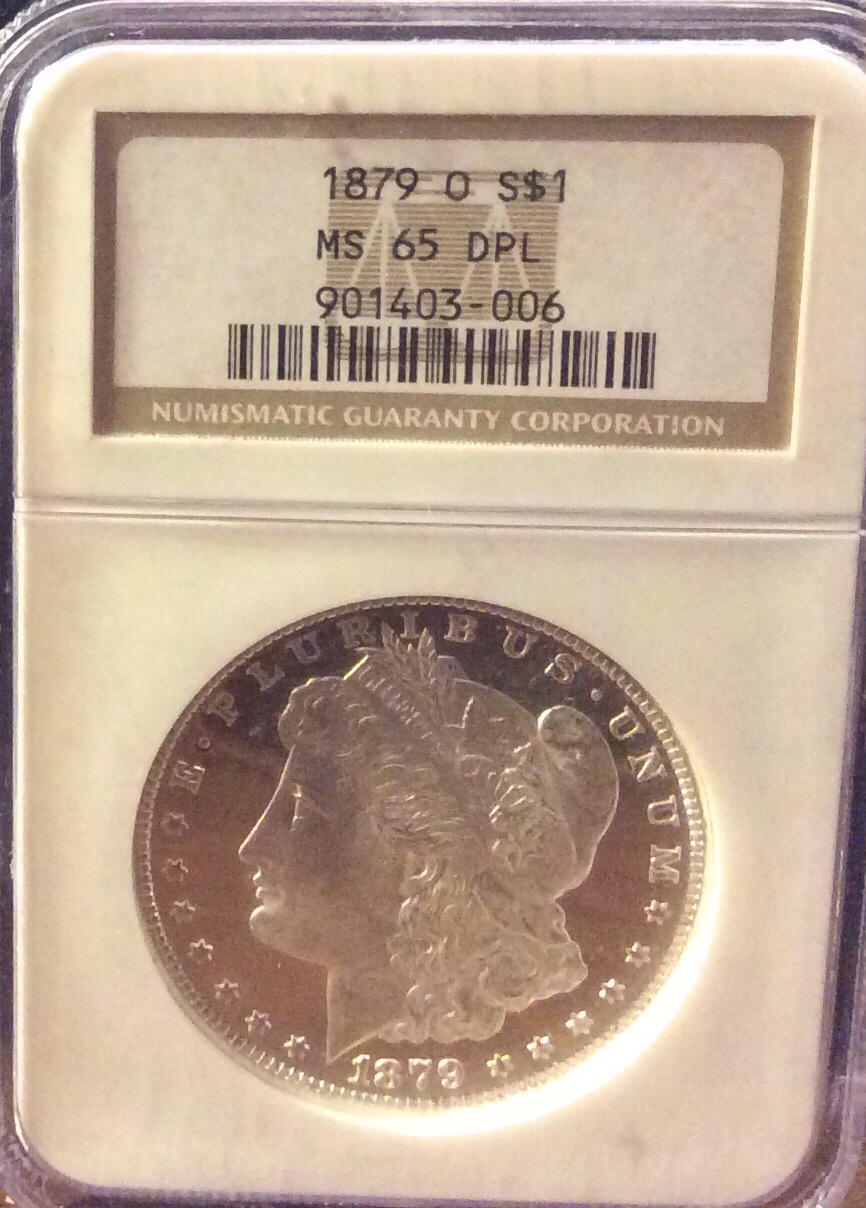 1879 O S$1
MS 65 DPL
901403-006
NUMISMATIC GUARANTY CORPORATION
E · PLURIBUS · UNUM
1879